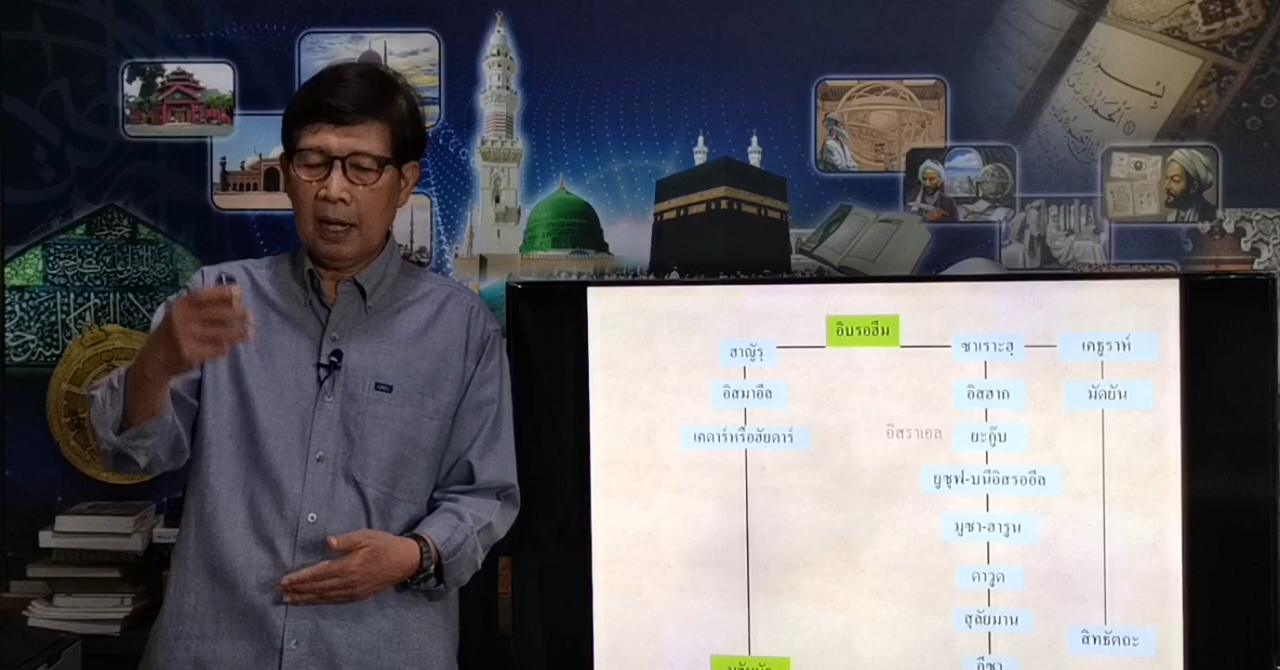 อิบรอฮีม
ฮาญัรฺ
ซาเราะฮฺ
เคธูราห์
อิสมาอีล
อิสฮาก
มัดยัน
เคดาร์หรือฮัยดาร์
อิสราเอล
ยะกู๊บ
ยูซุฟ-บนีอิสรออีล
มูซา-ฮารูน
ดาวูด
สุลัยมาน
สิทธัตถะ
อีซา